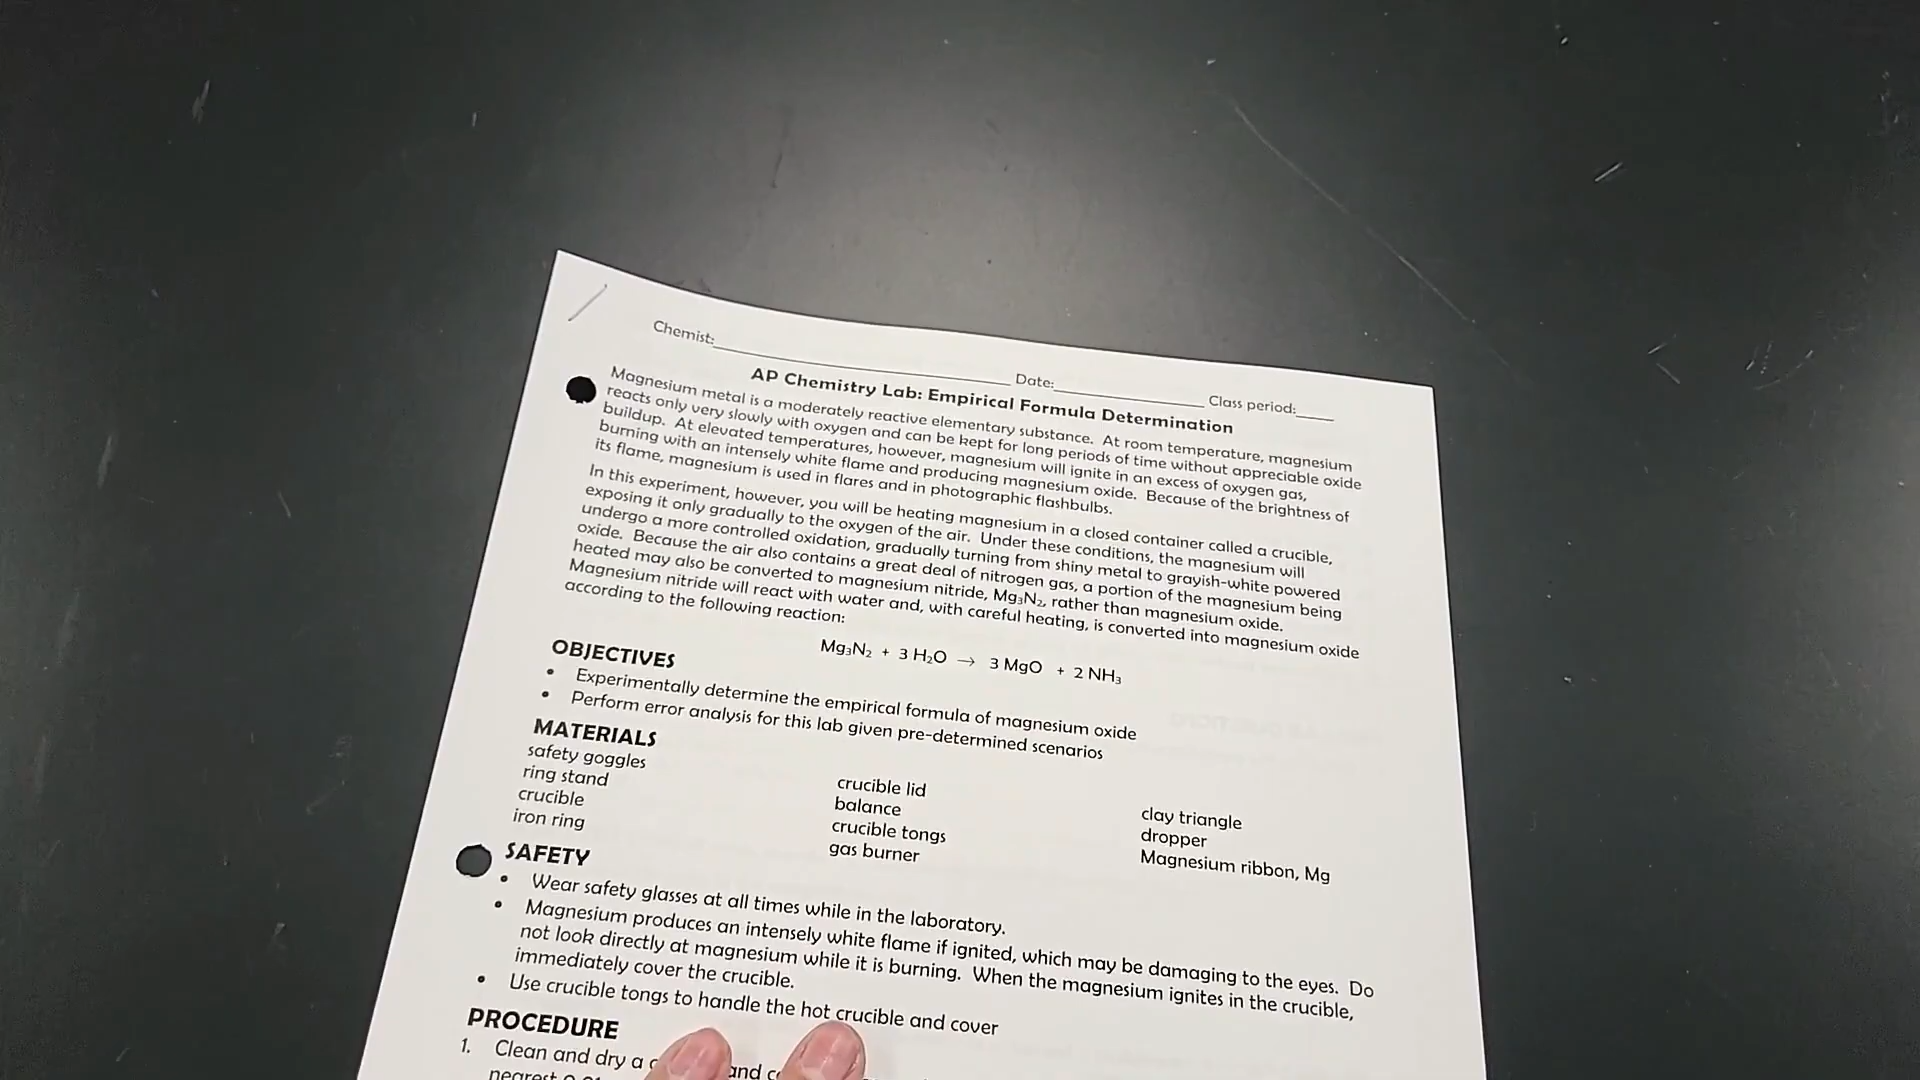 Chemist:
Date:
Class period:
AP Chemistry Lab: Empirical Formula Determination
Magnesium metal is a moderately reactive elementary substance. At room temperature, magnesium
reacts only very slowly with oxygen and can be kept for long periods of time without appreciable oxide
buildup. At elevated temperatures, however, magnesium will ignite in an excess of oxygen gas,
burning with an intensely white flame and producing magnesium oxide. Because of the brightness of
its flame, magnesium is used in flares and in photographic flashbulbs.
In this experiment, however, you will be heating magnesium in a closed container called a crucible,
exposing it only gradually to the oxygen of the air. Under these conditions, the magnesium will
undergo a more controlled oxidation, gradually turning from shiny metal to grayish-white powered
oxide. Because the air also contains a great deal of nitrogen gas, a portion of the magnesium being
heated may also be converted to magnesium nitride, Mg₃N₂, rather than magnesium oxide.
Magnesium nitride will react with water and, with careful heating, is converted into magnesium oxide
according to the following reaction:
Mg₃N₂ + 3 H₂O → 3 MgO + 2 NH₃
OBJECTIVES
• Experimentally determine the empirical formula of magnesium oxide
• Perform error analysis for this lab given pre-determined scenarios
MATERIALS
safety goggles
ring stand
crucible
iron ring
crucible lid
balance
crucible tongs
gas burner
clay triangle
dropper
Magnesium ribbon, Mg
SAFETY
• Wear safety glasses at all times while in the laboratory.
• Magnesium produces an intensely white flame if ignited, which may be damaging to the eyes. Do
not look directly at magnesium while it is burning. When the magnesium ignites in the crucible,
immediately cover the crucible.
• Use crucible tongs to handle the hot crucible and cover
PROCEDURE
1. Clean and dry a and
nearest